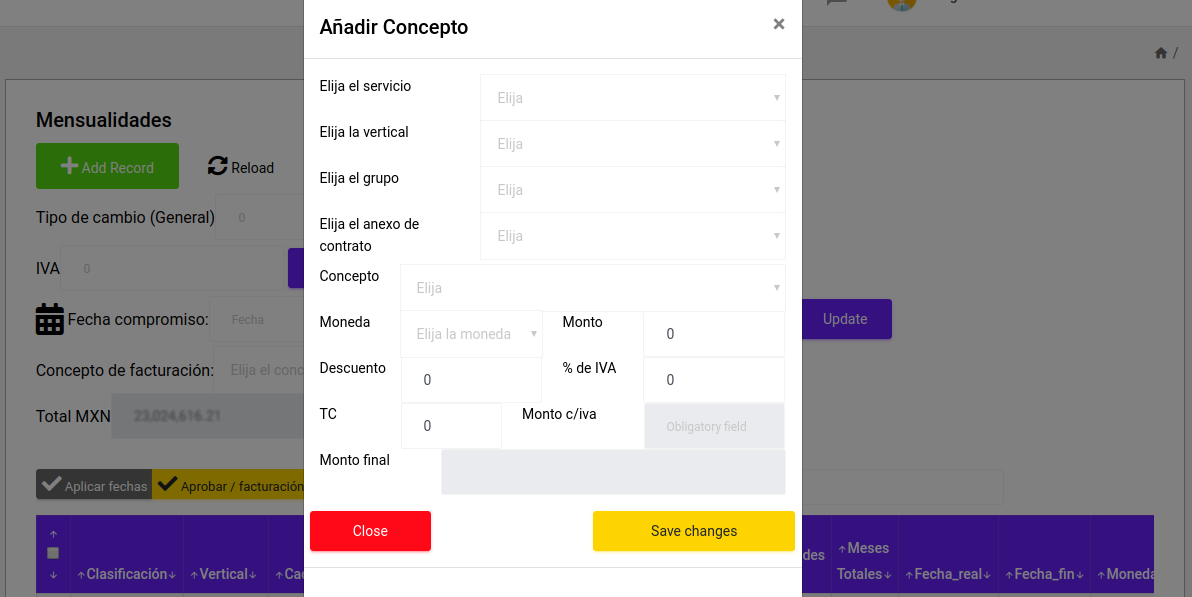 Añadir Concepto
×
/
Elija el servicio
Elija
Elija la vertical
Elija
Elija el grupo
Elija
Elija el anexo de
contrato
Elija
Concepto
Elija
Moneda
Elija la moneda
Monto
0
Descuento
0
% de IVA
0
TC
0
Monto c/iva
Obligatory field
Monto final
Close
Save changes
Mensualidades
Add Record
Reload
Tipo de cambio (General)
0
IVA
0
Fecha compromiso:
Fecha
Update
Concepto de facturación:
Elija el conc
Total MXN
23,024,616.21
Aplicar fechas
Aprobar / facturación
↑
↓
↑Clasificación↓
↑Vertical↓
↑Cad
des
↑Meses
Totales↓
↑Fecha_real↓
↑Fecha_fin↓
↑Moneda